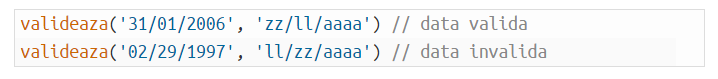 valideaza('31/01/2006', 'zz/ll/aaaa') // data valida
valideaza('02/29/1997', 'll/zz/aaaa') // data invalida